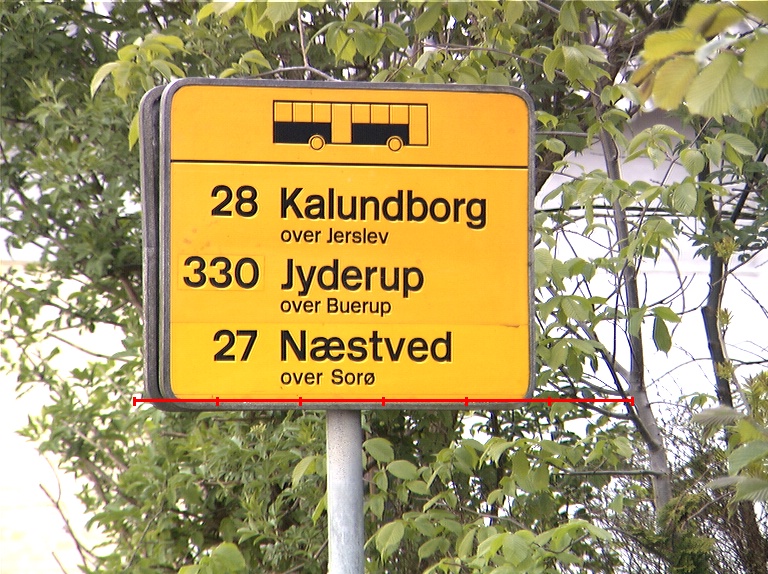 28 Kalundborg
over Jerslev
330 Jyderup
over Buerup
27 Næstved
over Sorø